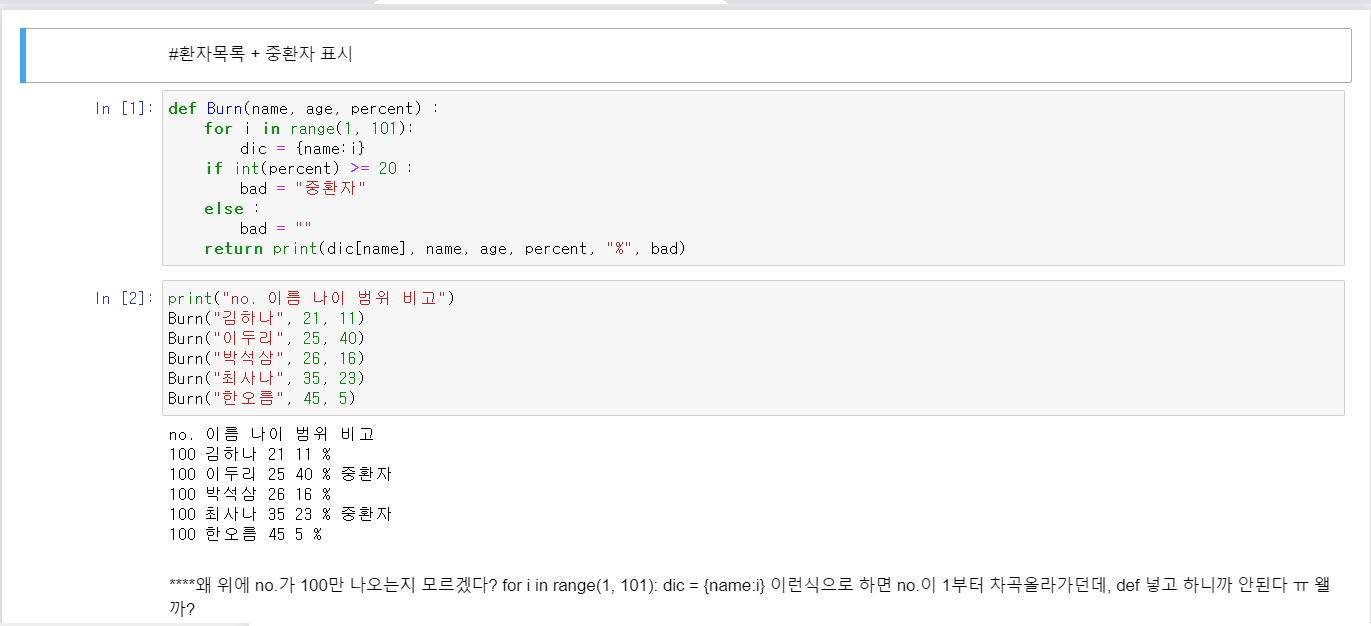 #환자목록 + 중환자 표시
In [1]: def Burn(name, age, percent) :
    for i in range(1, 101):
        dic = {name:i}
    if int(percent) >= 20 :
        bad = "중환자"
    else :
        bad = ""
    return print(dic[name], name, age, percent, "%", bad)
In [2]: print("no. 이름 나이 범위 비고")
Burn("김하나", 21, 11)
Burn("이두리", 25, 40)
Burn("박석삼", 26, 16)
Burn("최사나", 35, 23)
Burn("한오름", 45, 5)
no. 이름 나이 범위 비고
100 김하나 21 11 %
100 이두리 25 40 % 중환자
100 박석삼 26 16 %
100 최사나 35 23 % 중환자
100 한오름 45 5 %
****왜 위에 no.가 100만 나오는지 모르겠다? for i in range(1, 101): dic = {name:i} 이런식으로 하면 no.이 1부터 차곡올라가던데, def 넣고 하니까 안된다 ㅠ 왤
까?